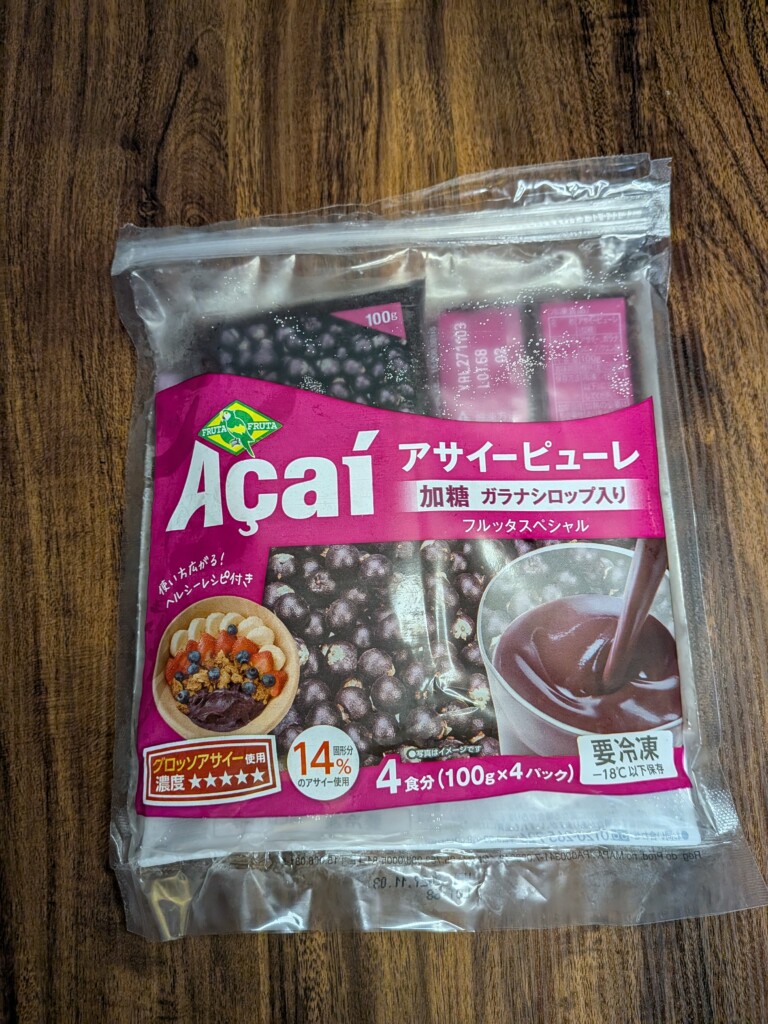 100g
VAL271103
LOT.68
02
FRUTA FRUTA
Açaí
アサイーピューレ
加糖 ガラナシロップ入り
フルッタスペシャル
使い方広がる!
ヘルシーレシピ付き
グロッソアサイー使用
濃度★★★★★
14%
固形分
のアサイー使用
●写真はイメージです
4食分(100g×4パック)
要冷凍
-18℃以下保存